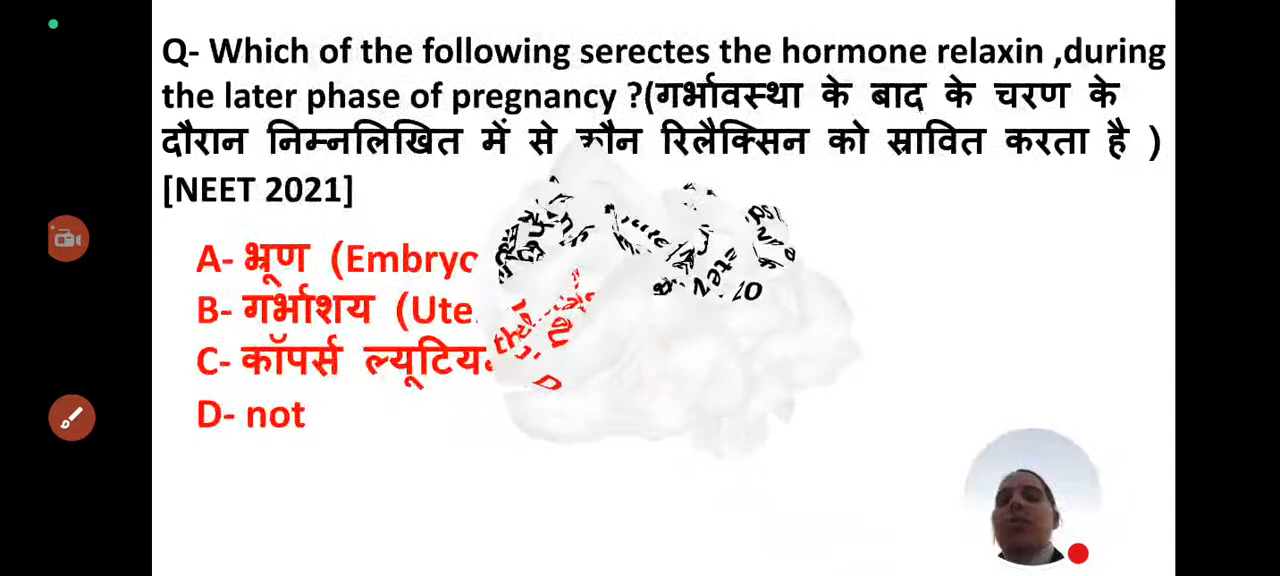 Q- Which of the following serectes the hormone relaxin ,during
the later phase of pregnancy ?(गर्भावस्था के बाद के चरण के
दौरान निम्नलिखित में से कौन रिलैक्सिन को स्रावित करता है )
[NEET 2021]
A- भ्रूण (Embryo
B- गर्भाशय (Ute
C- कॉपर्स
D- not